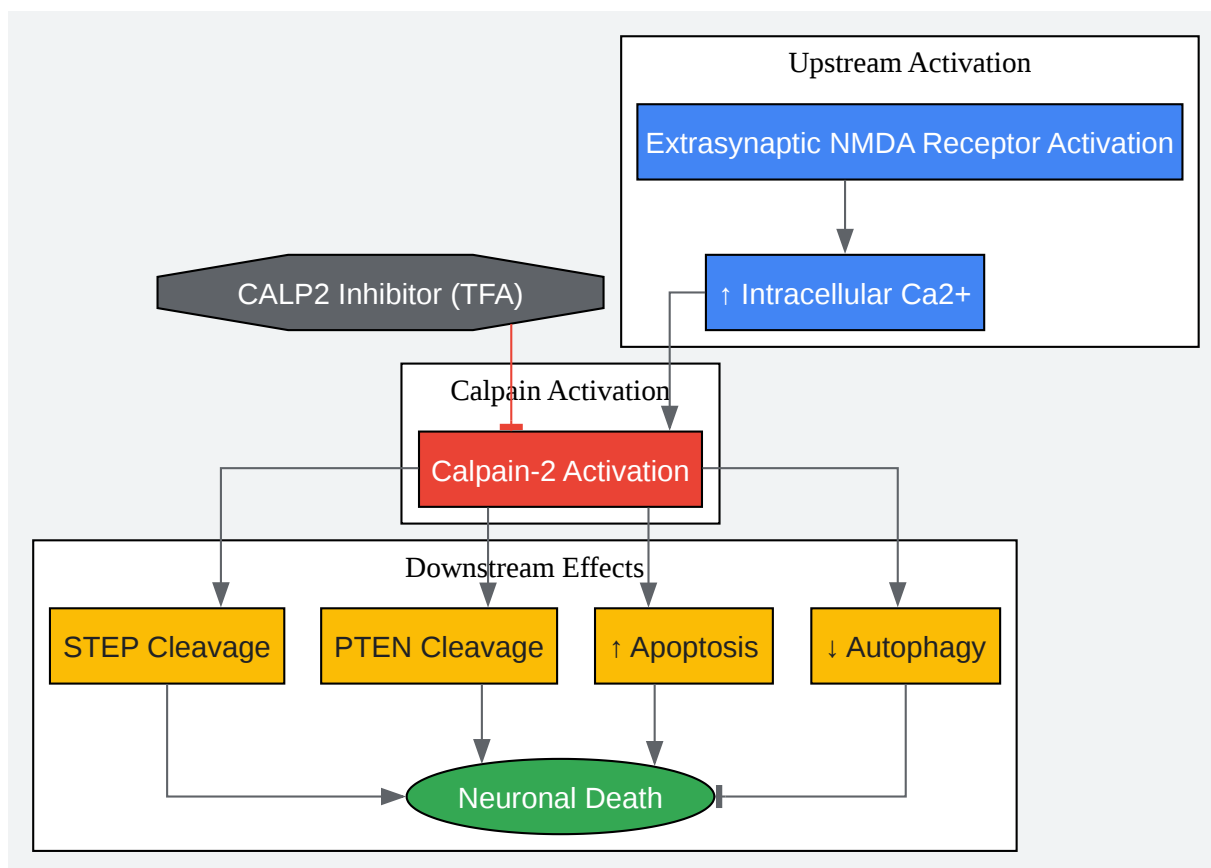 Upstream Activation
Extrasynaptic NMDA Receptor Activation
CALP2 Inhibitor (TFA)
↑ Intracellular Ca2+
Calpain Activation
Calpain-2 Activation
Downstream Effects
STEP Cleavage
PTEN Cleavage
↑ Apoptosis
↓ Autophagy
Neuronal Death